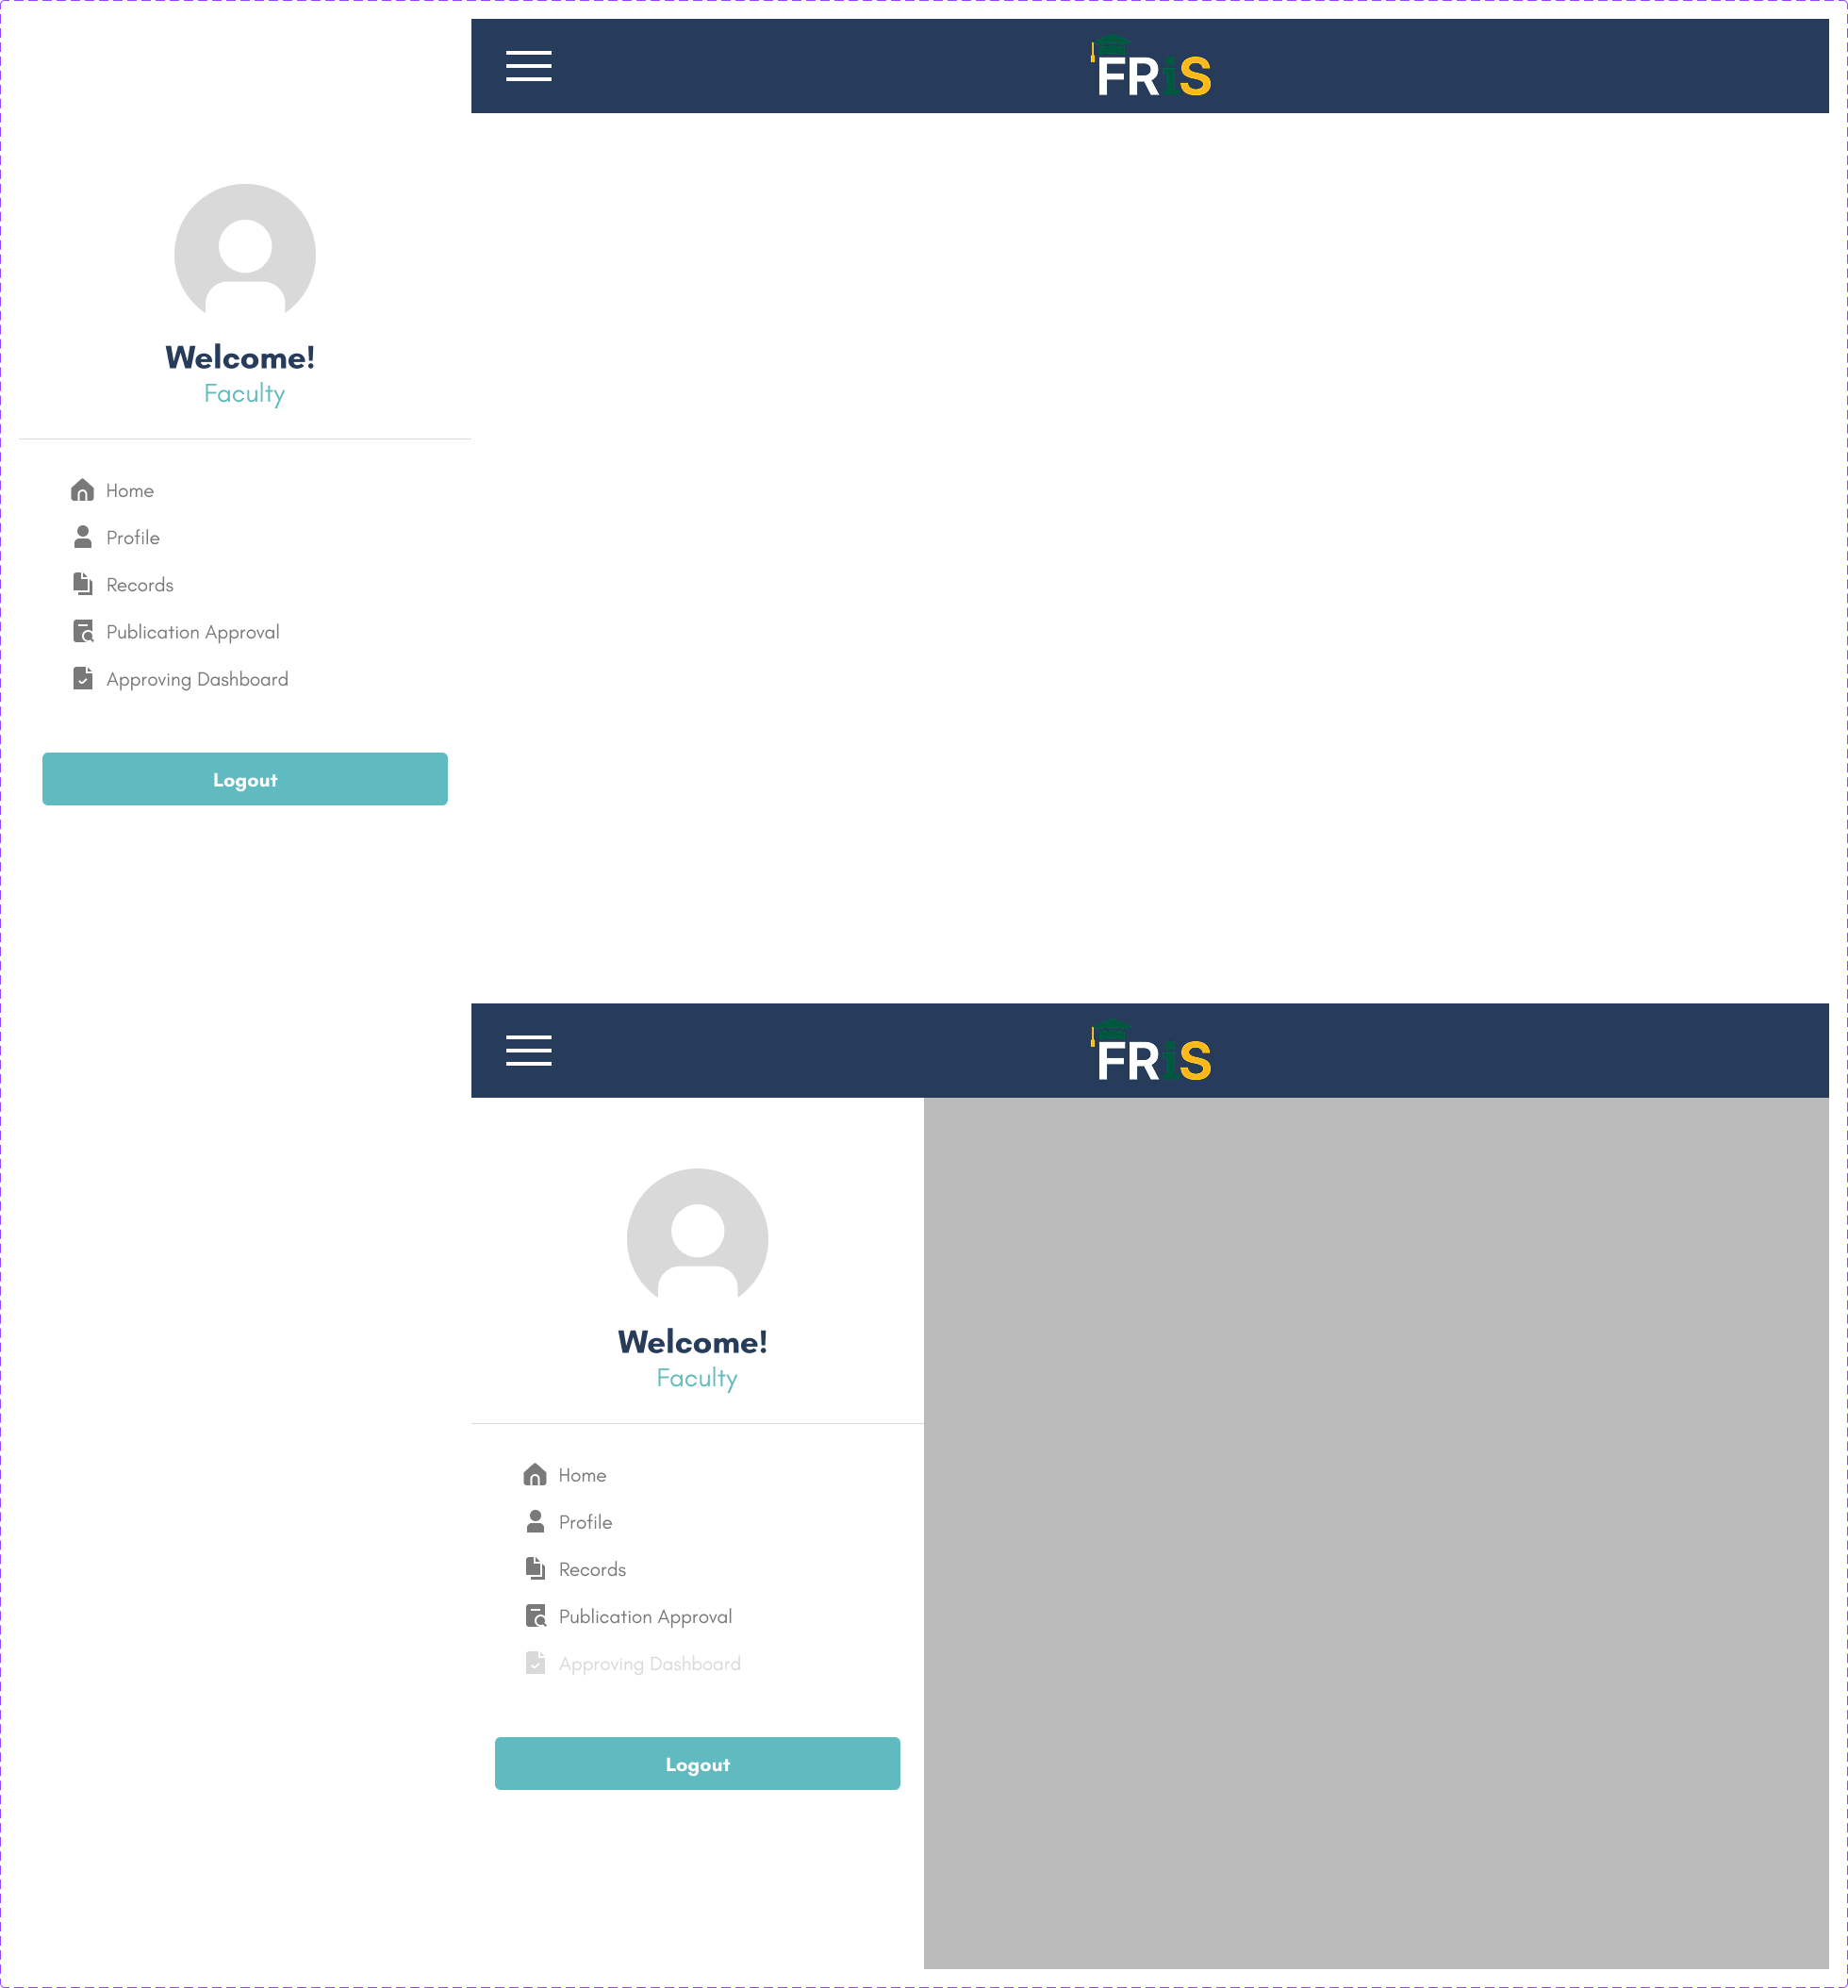 FRiS
Welcome!
Faculty
Home
Profile
Records
Publication Approval
Approving Dashboard
Logout
FRiS
Welcome!
Faculty
Home
Profile
Records
Publication Approval
Approving Dashboard
Logout